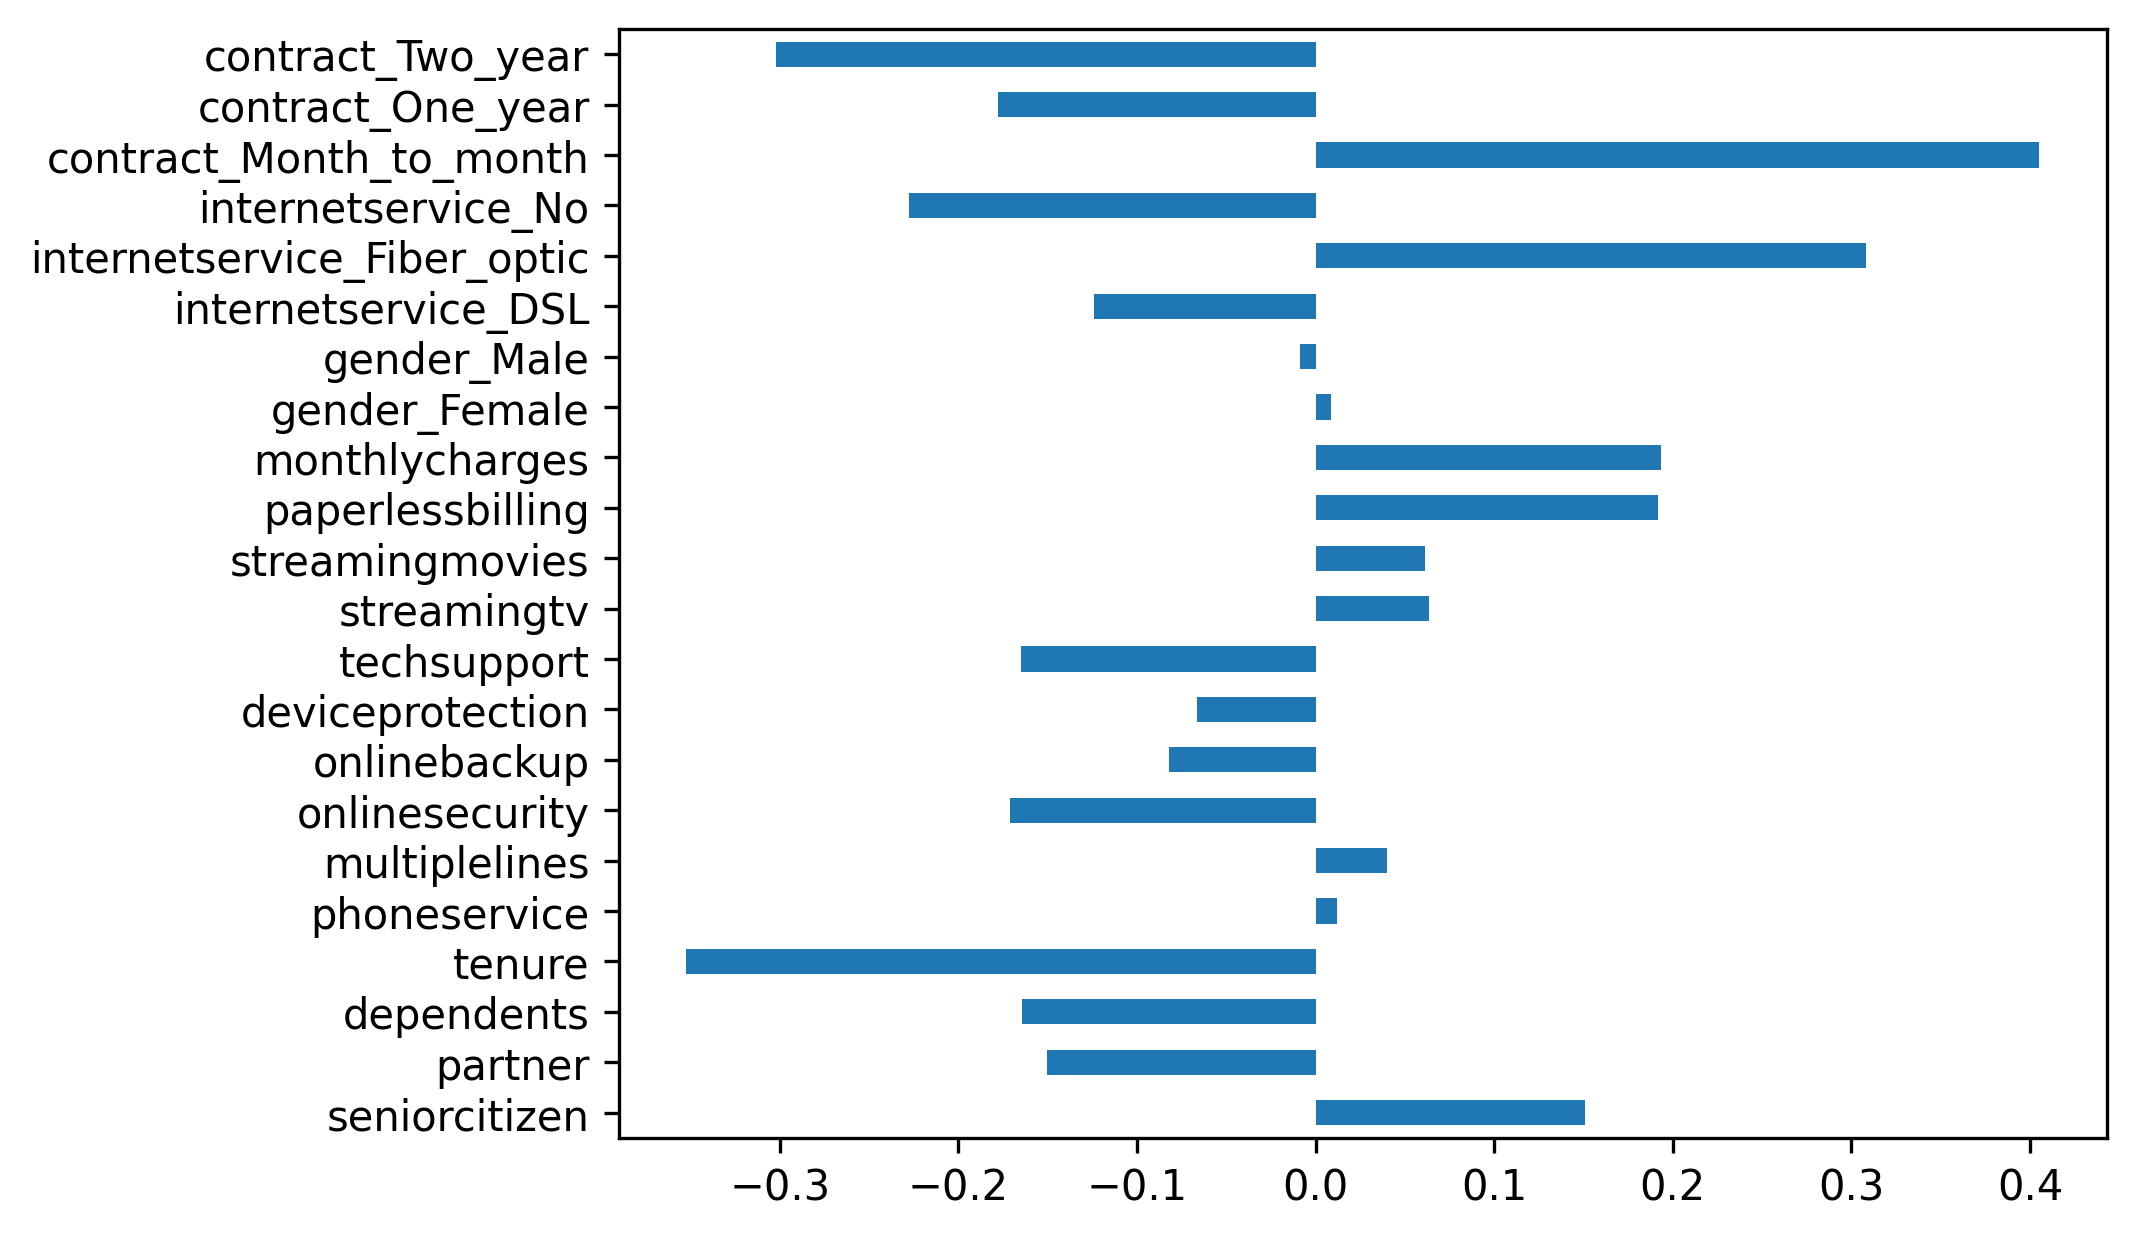 contract_Two_year
contract_One_year
contract_Month_to_month
internetservice_No
internetservice_Fiber_optic
internetservice_DSL
gender_Male
gender_Female
monthlycharges
paperlessbilling
streamingmovies
streamingtv
techsupport
deviceprotection
onlinebackup
onlinesecurity
multiplelines
phoneservice
tenure
dependents
partner
seniorcitizen
−0.3 −0.2 −0.1 0.0 0.1 0.2 0.3 0.4